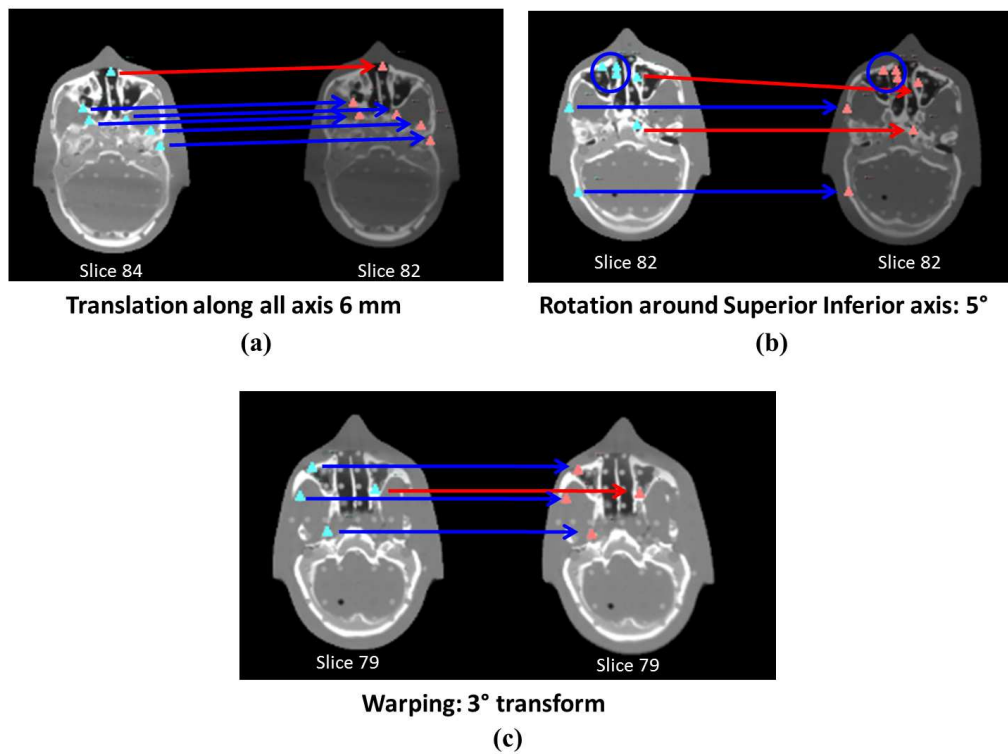 Slice 84
Slice 82
Translation along all axis 6 mm
(a)
Slice 82
Slice 82
Rotation around Superior Inferior axis: 5°
(b)
Slice 79
Slice 79
Warping: 3° transform
(c)